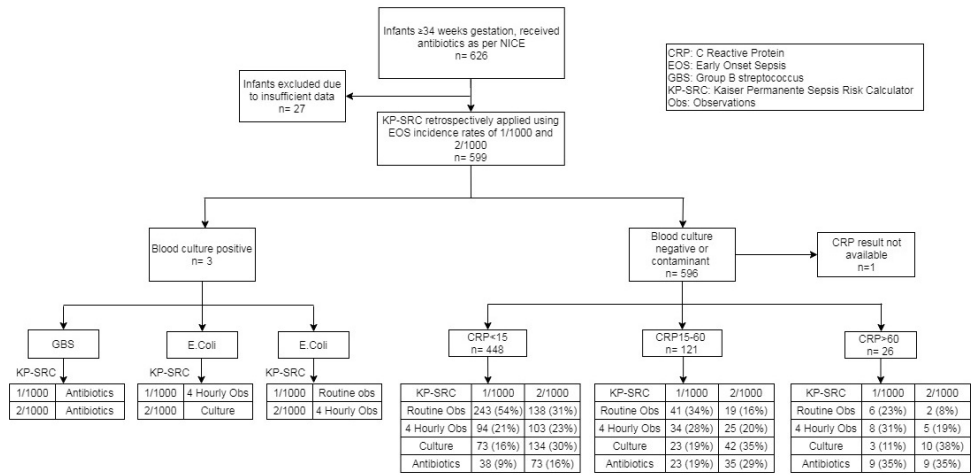 Infants ≥34 weeks gestation, received
antibiotics as per NICE
n= 626
CRP: C Reactive Protein
EOS: Early Onset Sepsis
GBS: Group B streptococcus
KP-SRC: Kaiser Permanente Sepsis Risk Calculator
Obs: Observations
Infants excluded due
to insufficient data
n= 27
KP-SRC retrospectively applied using
EOS incidence rates of 1/1000 and
2/1000
n= 599
Blood culture positive
n= 3
Blood culture
negative or
contaminant
n= 596
CRP result not
available
n=1
GBS
E.Coli
E.Coli
CRP<15
n= 448
CRP15-60
n= 121
CRP>60
n= 26
KP-SRC
1/1000 Antibiotics
2/1000 Antibiotics
KP-SRC
1/1000 4 Hourly Obs
2/1000 Culture
KP-SRC
1/1000 Routine obs
2/1000 4 Hourly Obs
KP-SRC 1/1000 2/1000
Routine Obs 243 (54%) 138 (31%)
4 Hourly Obs 94 (21%) 103 (23%)
Culture 73 (16%) 134 (30%)
Antibiotics 38 (9%) 73 (16%)
KP-SRC 1/1000 2/1000
Routine Obs 41 (34%) 19 (16%)
4 Hourly Obs 34 (28%) 25 (20%)
Culture 23 (19%) 42 (35%)
Antibiotics 23 (19%) 35 (29%)
KP-SRC 1/1000 2/1000
Routine Obs 6 (23%) 2 (8%)
4 Hourly Obs 8 (31%) 5 (19%)
Culture 3 (11%) 10 (38%)
Antibiotics 9 (35%) 9 (35%)